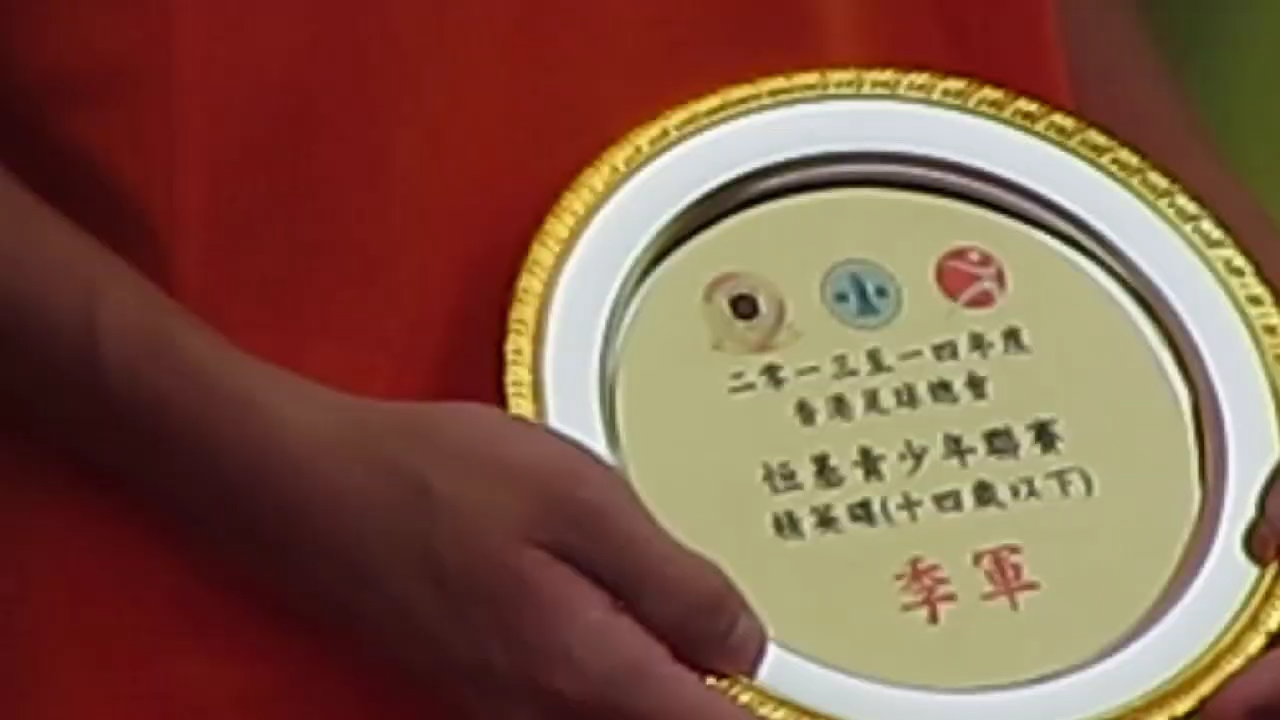 二零一三至一四年度
香港足球總會
恒基青少年聯賽
精英組(十四歲以下)
季軍